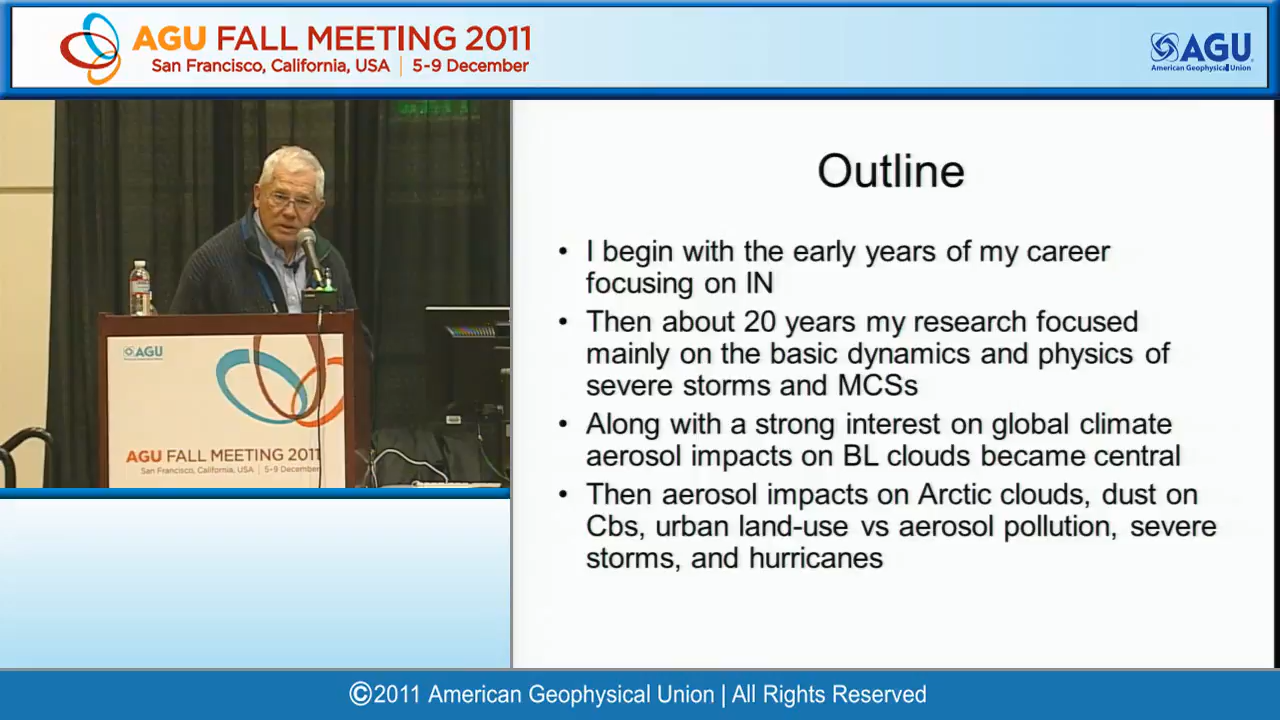 AGU FALL MEETING 2011
San Francisco, California, USA | 5-9 December
AGU
American Geophysical Union
Outline
• I begin with the early years of my career
focusing on IN
• Then about 20 years my research focused
mainly on the basic dynamics and physics of
severe storms and MCSs
• Along with a strong interest on global climate
aerosol impacts on BL clouds became central
• Then aerosol impacts on Arctic clouds, dust on
Cbs, urban land-use vs aerosol pollution, severe
storms, and hurricanes
AGU
AGU FALL MEETING 2011
San Francisco, California, USA | 5-9 December
©2011 American Geophysical Union | All Rights Reserved